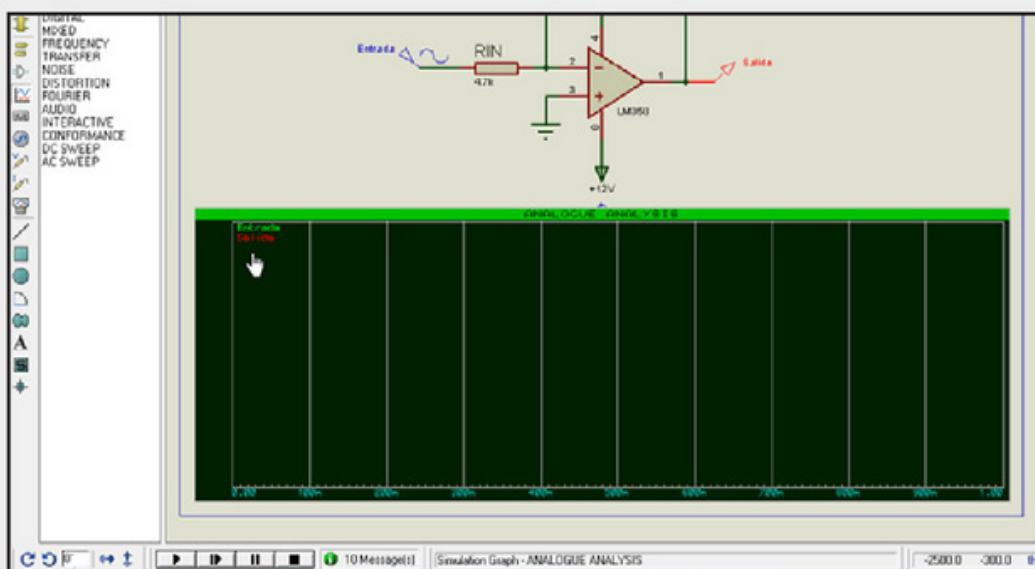 DIGITAL
MIXED
FREQUENCY
TRANSFER
NOISE
DISTORTION
FOURIER
AUDIO
INTERACTIVE
CONFORMANCE
DC SWEEP
AC SWEEP
Entrada
RIN
4.7k
2
3
4
8
1
LM358
Salida
+12V
ANALOGUE ANALYSIS
Entrada
Salida
0.00 100m 200m 300m 400m 500m 600m 700m 800m 900m 1.00
A
S
10 Message(s)
Simulation Graph - ANALOGUE ANALYSIS
-2500.0 -300.0